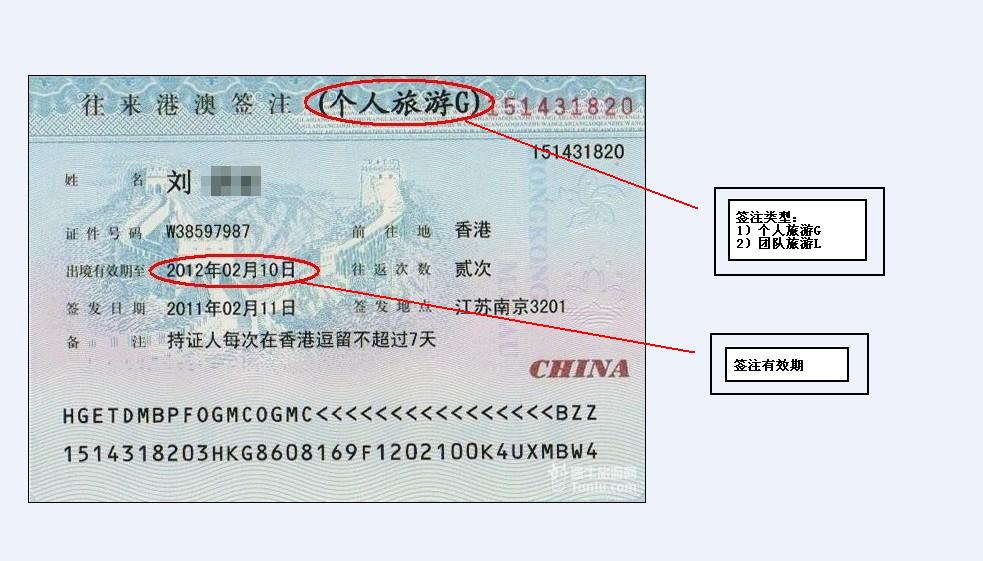 往来港澳签注 (个人旅游G) 151431820
151431820
姓 名 刘
证件号码 W38597987 前往地 香港
出境有效期至 2012年02月10日 往返次数 贰次
签发日期 2011年02月11日 签发地点 江苏南京3201
备 注 持证人每次在香港逗留不超过7天
CHINA
HGETDMBPFOGMCOGMC<<<<<<<<<<<<<<<<<BZZ
1514318203HKG8608169F1202100K4UXMBW4
Tuniu.com
签注类型:
1) 个人旅游G
2) 团队旅游L
签注有效期